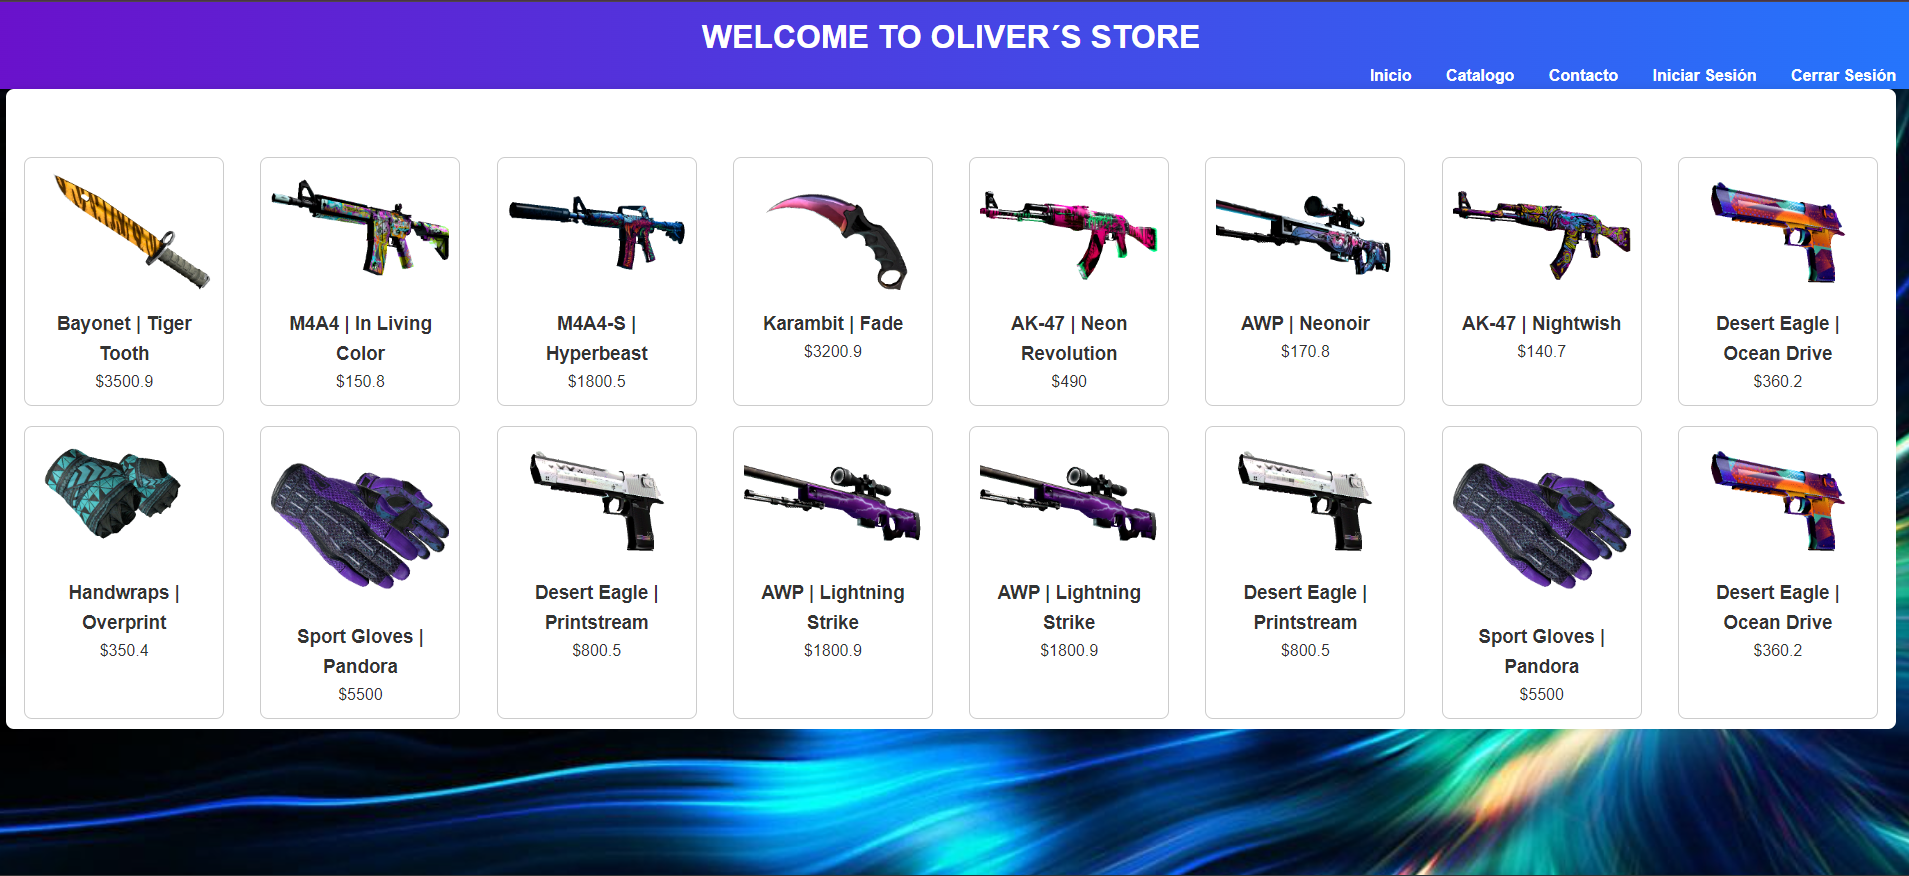 WELCOME TO OLIVER´S STORE
Inicio Catalogo Contacto Iniciar Sesión Cerrar Sesión
Bayonet | Tiger
Tooth
$3500.9
M4A4 | In Living
Color
$150.8
M4A4-S |
Hyperbeast
$1800.5
Karambit | Fade
$3200.9
AK-47 | Neon
Revolution
$490
AWP | Neonoir
$170.8
AK-47 | Nightwish
$140.7
Desert Eagle |
Ocean Drive
$360.2
Handwraps |
Overprint
$350.4
Sport Gloves |
Pandora
$5500
Desert Eagle |
Printstream
$800.5
AWP | Lightning
Strike
$1800.9
AWP | Lightning
Strike
$1800.9
Desert Eagle |
Printstream
$800.5
Sport Gloves |
Pandora
$5500
Desert Eagle |
Ocean Drive
$360.2